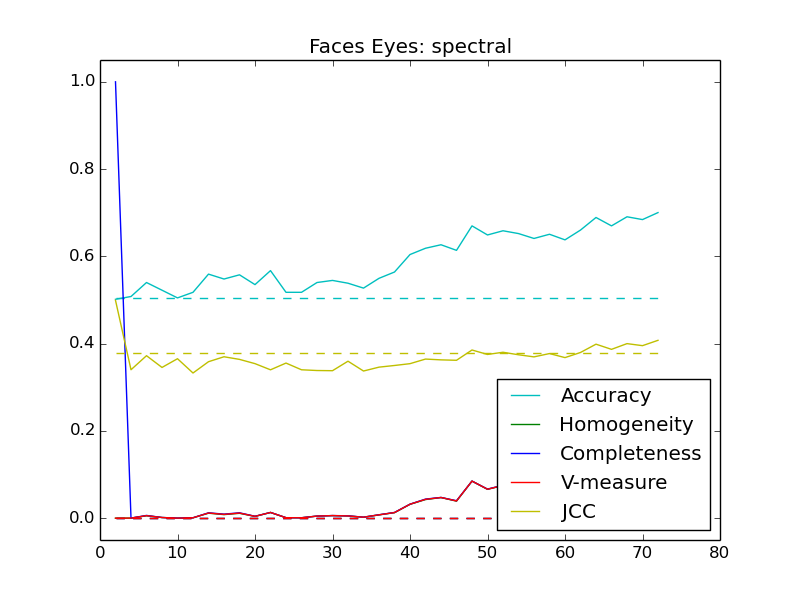 Faces Eyes: spectral
1.0
0.8
0.6
0.4
0.2
0.0
Accuracy
Homogeneity
Completeness
V-measure
JCC
0 10 20 30 40 50 60 70 80